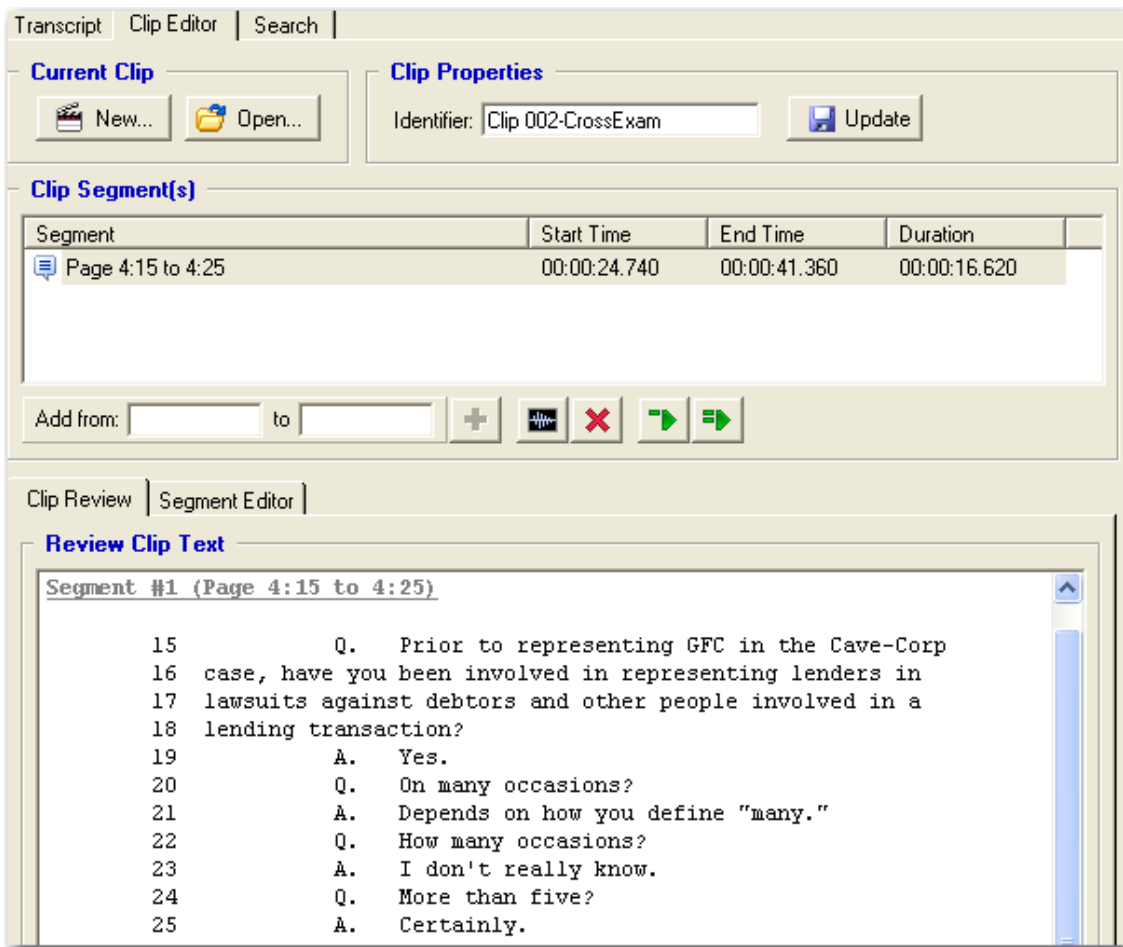 Transcript Clip Editor Search
Current Clip Clip Properties
New... Open... Identifier: Clip 002-CrossExam Update
Clip Segment(s)
Segment Start Time End Time Duration
Page 4:15 to 4:25 00:00:24.740 00:00:41.360 00:00:16.620
Add from: to
Clip Review Segment Editor
Review Clip Text
Segment #1 (Page 4:15 to 4:25)
15 Q. Prior to representing GFC in the Cave-Corp
16 case, have you been involved in representing lenders in
17 lawsuits against debtors and other people involved in a
18 lending transaction?
19 A. Yes.
20 Q. On many occasions?
21 A. Depends on how you define "many."
22 Q. How many occasions?
23 A. I don't really know.
24 Q. More than five?
25 A. Certainly.